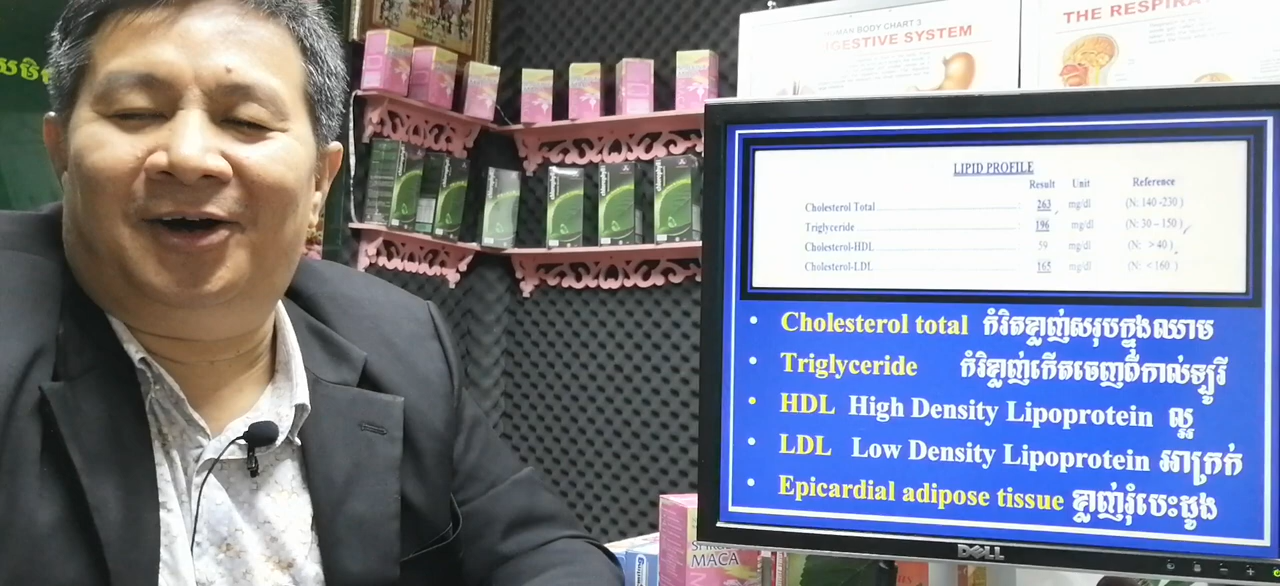 HUMAN BODY CHART 3
DIGESTIVE SYSTEM
THE RESPIRA
LIPID PROFILE
Result Unit Reference
Cholesterol Total 263 mg/dl (N: 140 -230 )
Triglyceride 196 mg/dl (N: 30 – 150 )
Cholesterol-HDL 59 mg/dl (N: > 40 )
Cholesterol-LDL 165 mg/dl (N: < 160 )
• Cholesterol total កំរិតខ្លាញ់សរុបក្នុងឈាម
• Triglyceride កំរិខ្លាញ់កើតចេញពីកាល់ឡូរី
• HDL High Density Lipoprotein ល្អ
• LDL Low Density Lipoprotein អាក្រក់
• Epicardial adipose tissue ខ្លាញ់រុំបេះដូង
DELL
MACA